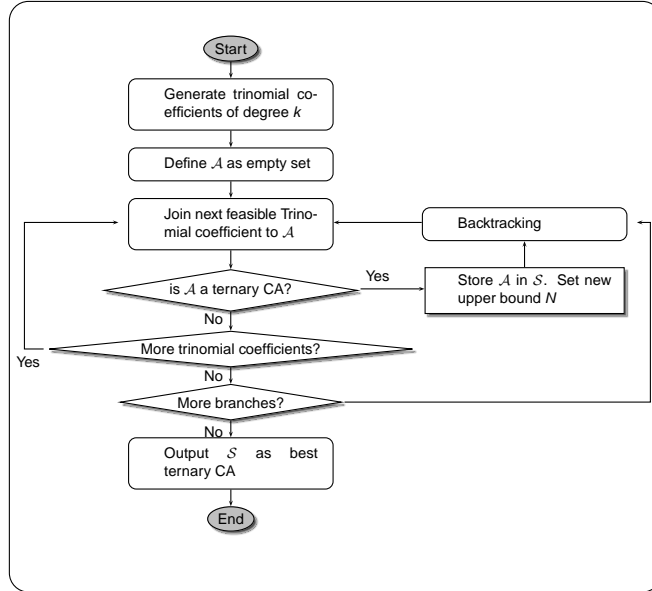 Start
Generate trinomial co-
efficients of degree k
Define 𝒜 as empty set
Join next feasible Trino-
mial coefficient to 𝒜
Backtracking
is 𝒜 a ternary CA?
Yes
Store 𝒜 in 𝒮. Set new
upper bound N
No
More trinomial coefficients?
Yes
No
More branches?
No
Output 𝒮 as best
ternary CA
End